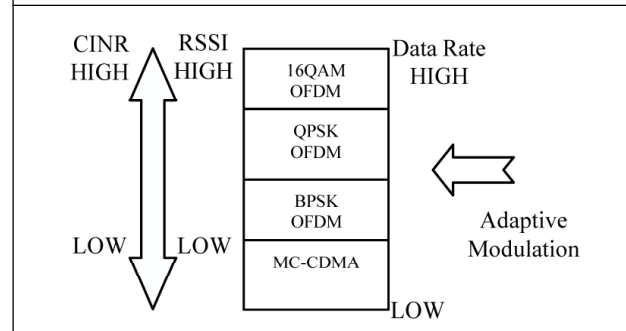 CINR
HIGH
RSSI
HIGH
16QAM
OFDM
Data Rate
HIGH
QPSK
OFDM
BPSK
OFDM
Adaptive
Modulation
LOW
LOW
MC-CDMA
LOW